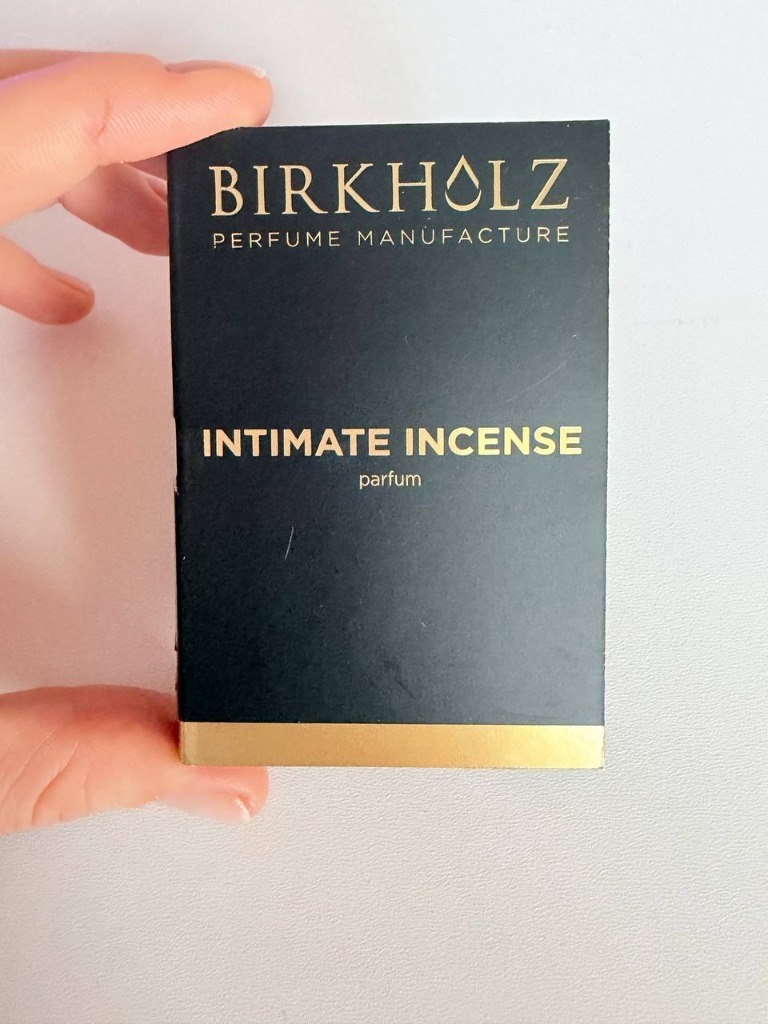 BIRKHOLZ
PERFUME MANUFACTURE
INTIMATE INCENSE
parfum